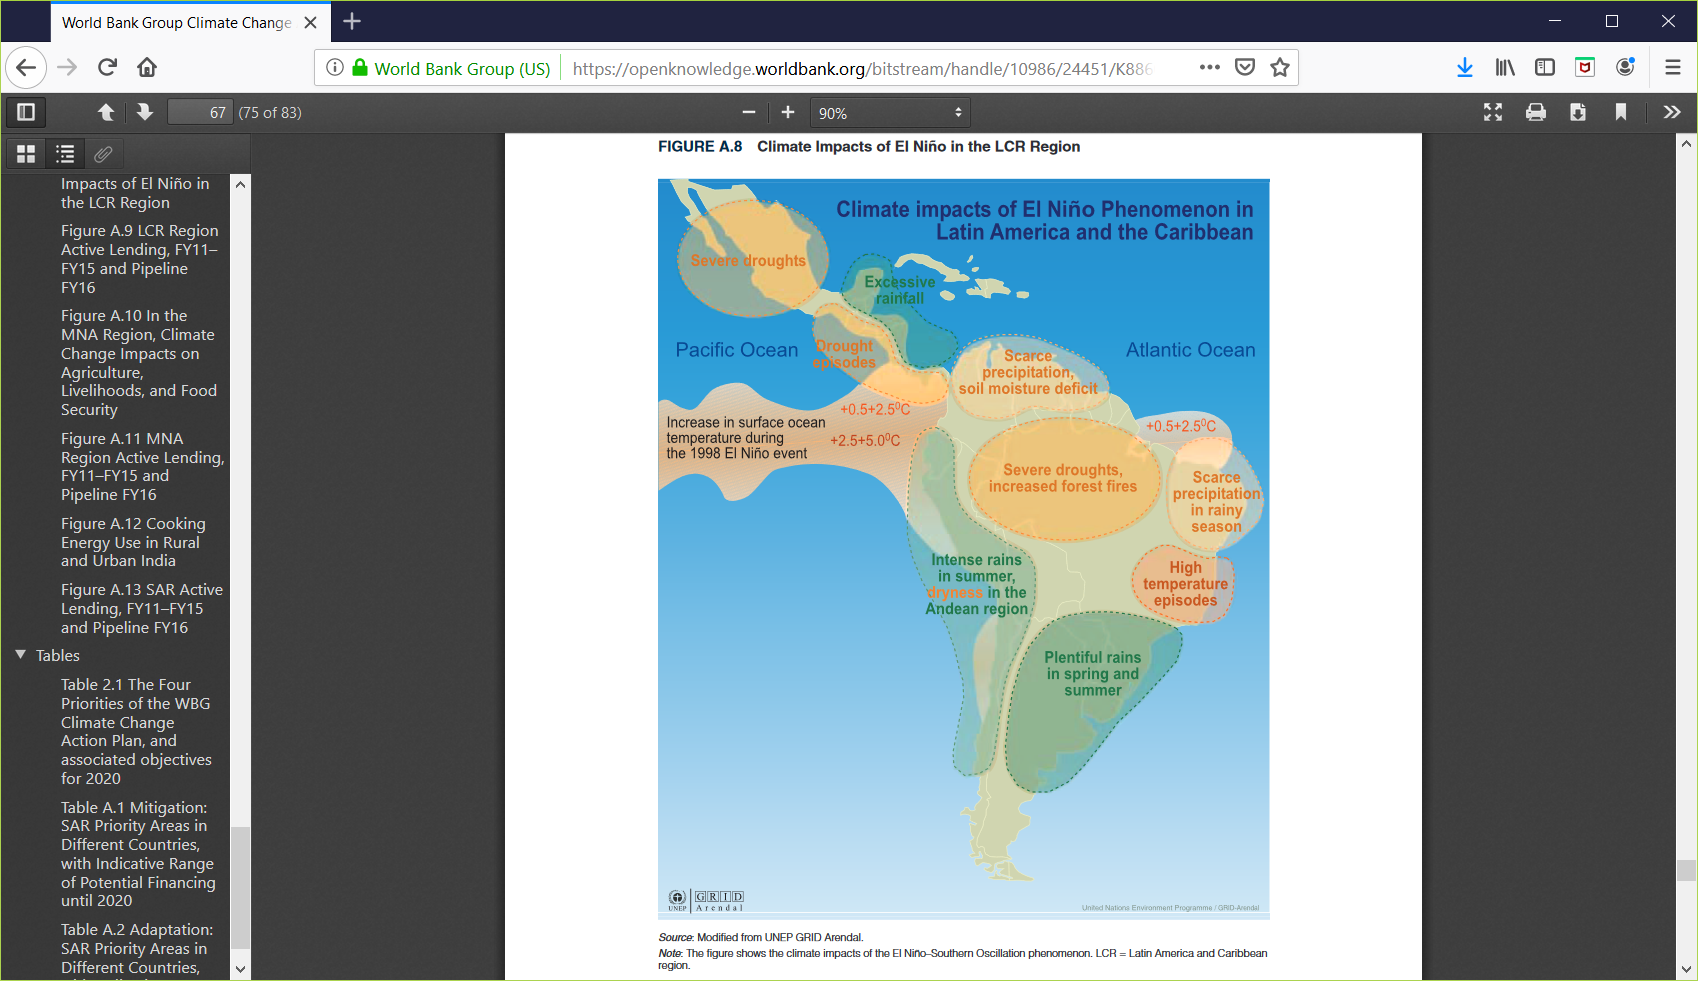 World Bank Group Climate Change
World Bank Group (US)
https://openknowledge.worldbank.org/bitstream/handle/10986/24451/K886
67
(75 of 83)
90%
Impacts of El Niño in
the LCR Region
Figure A.9 LCR Region
Active Lending, FY11–
FY15 and Pipeline
FY16
Figure A.10 In the
MNA Region, Climate
Change Impacts on
Agriculture,
Livelihoods, and Food
Security
Figure A.11 MNA
Region Active Lending,
FY11–FY15 and
Pipeline FY16
Figure A.12 Cooking
Energy Use in Rural
and Urban India
Figure A.13 SAR Active
Lending, FY11–FY15
and Pipeline FY16
Tables
Table 2.1 The Four
Priorities of the WBG
Climate Change
Action Plan, and
associated objectives
for 2020
Table A.1 Mitigation:
SAR Priority Areas in
Different Countries,
with Indicative Range
of Potential Financing
until 2020
Table A.2 Adaptation:
SAR Priority Areas in
Different Countries,
FIGURE A.8 Climate Impacts of El Niño in the LCR Region
Climate impacts of El Niño Phenomenon in
Latin America and the Caribbean
Severe droughts
Excessive
rainfall
Pacific Ocean
Drought
episodes
Scarce
precipitation,
soil moisture deficit
Atlantic Ocean
+0.5+2.5⁰C
Increase in surface ocean
temperature during
the 1998 El Niño event
+2.5+5.0⁰C
+0.5+2.5⁰C
Severe droughts,
increased forest fires
Scarce
precipitation
in rainy
season
Intense rains
in summer,
dryness in the
Andean region
High
temperature
episodes
Plentiful rains
in spring and
summer
UNEP
GRID
Arendal
United Nations Environment Programme / GRID-Arendal
Source: Modified from UNEP GRID Arendal.
Note: The figure shows the climate impacts of the El Niño–Southern Oscillation phenomenon. LCR = Latin America and Caribbean
region.